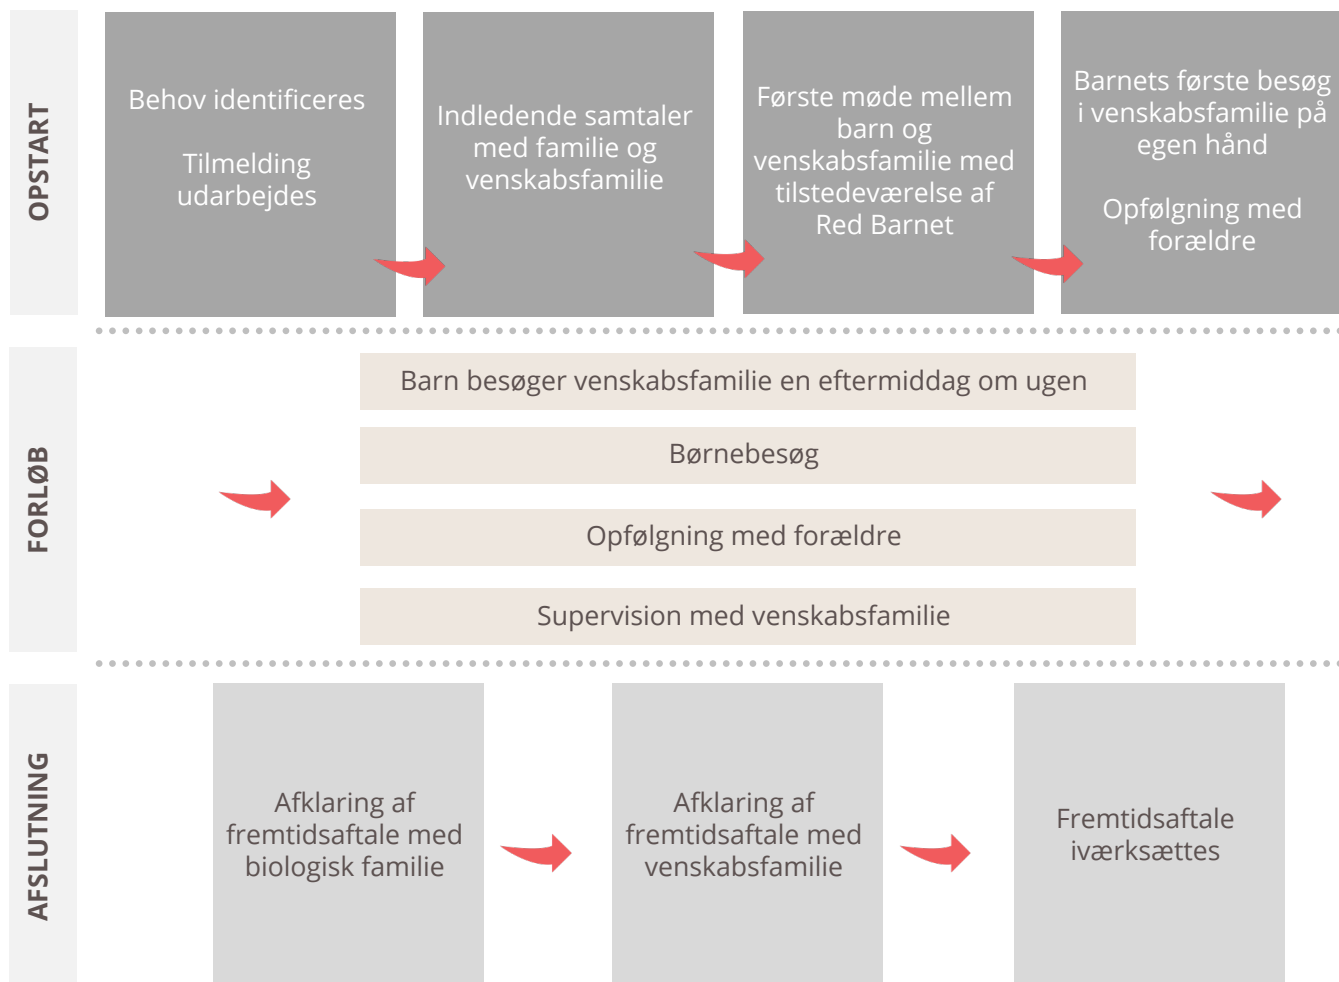 OPSTART
Behov identificeres
Tilmelding
udarbejdes
Indledende samtaler
med familie og
venskabsfamilie
Første møde mellem
barn og
venskabsfamilie med
tilstedeværelse af
Red Barnet
Barnets første besøg
i venskabsfamilie på
egen hånd
Opfølgning med
forældre
FORLØB
Barn besøger venskabsfamilie en eftermiddag om ugen
Børnebesøg
Opfølgning med forældre
Supervision med venskabsfamilie
AFSLUTNING
Afklaring af
fremtidsaftale med
biologisk familie
Afklaring af
fremtidsaftale med
venskabsfamilie
Fremtidsaftale
iværksættes